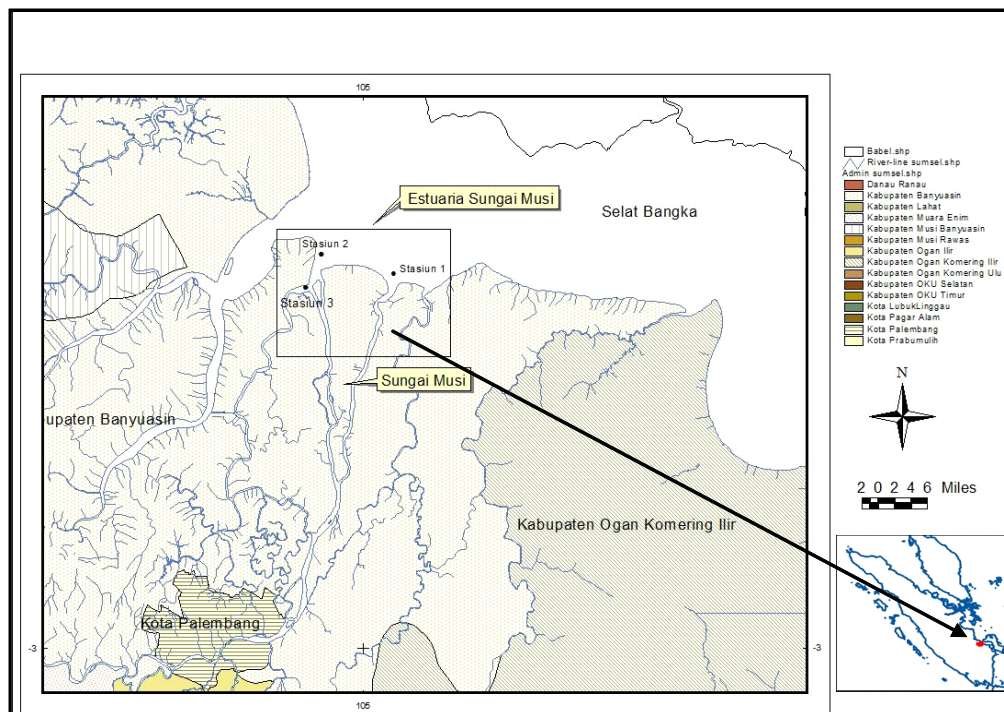 105
Estuaria Sungai Musi
Selat Bangka
Stasiun 2
Stasiun 1
Stasiun 3
Sungai Musi
upaten Banyuasin
Kabupaten Ogan Komering Ilir
Kota Palembang
-3
-3
105
Babel.shp
River-line sumsel.shp
Admin sumsel.shp
Danau Ranau
Kabupaten Banyuasin
Kabupaten Lahat
Kabupaten Muara Enim
Kabupaten Musi Banyuasin
Kabupaten Musi Rawas
Kabupaten Ogan Ilir
Kabupaten Ogan Komering Ilir
Kabupaten Ogan Komering Ulu
Kabupaten OKU Selatan
Kabupaten OKU Timur
Kota LubukLinggau
Kota Pagar Alam
Kota Palembang
Kota Prabumulih
N
2 0 2 4 6 Miles